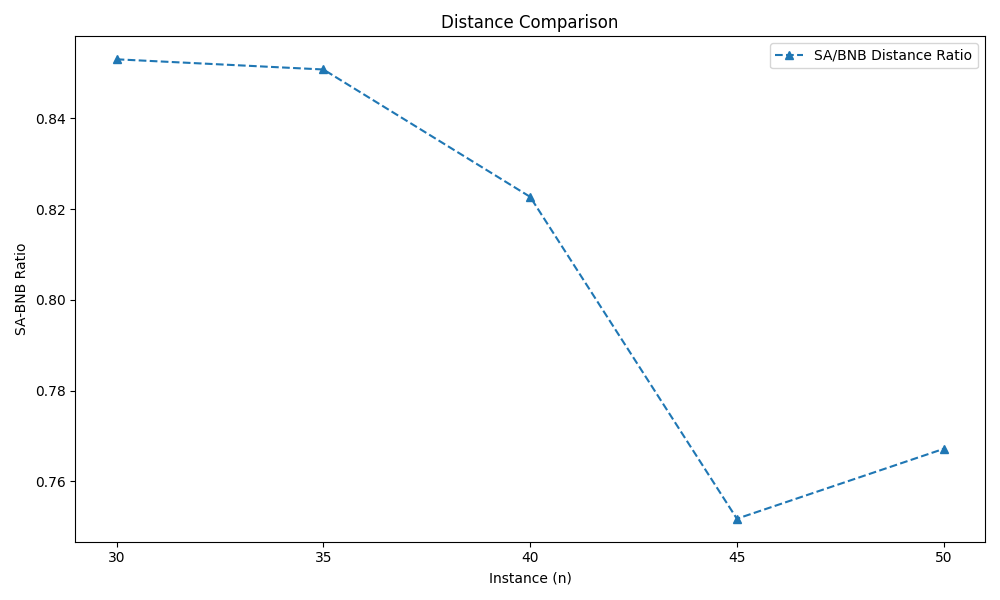 Distance Comparison
SA/BNB Distance Ratio
SA-BNB Ratio
0.84
0.82
0.80
0.78
0.76
30 35 40 45 50
Instance (n)